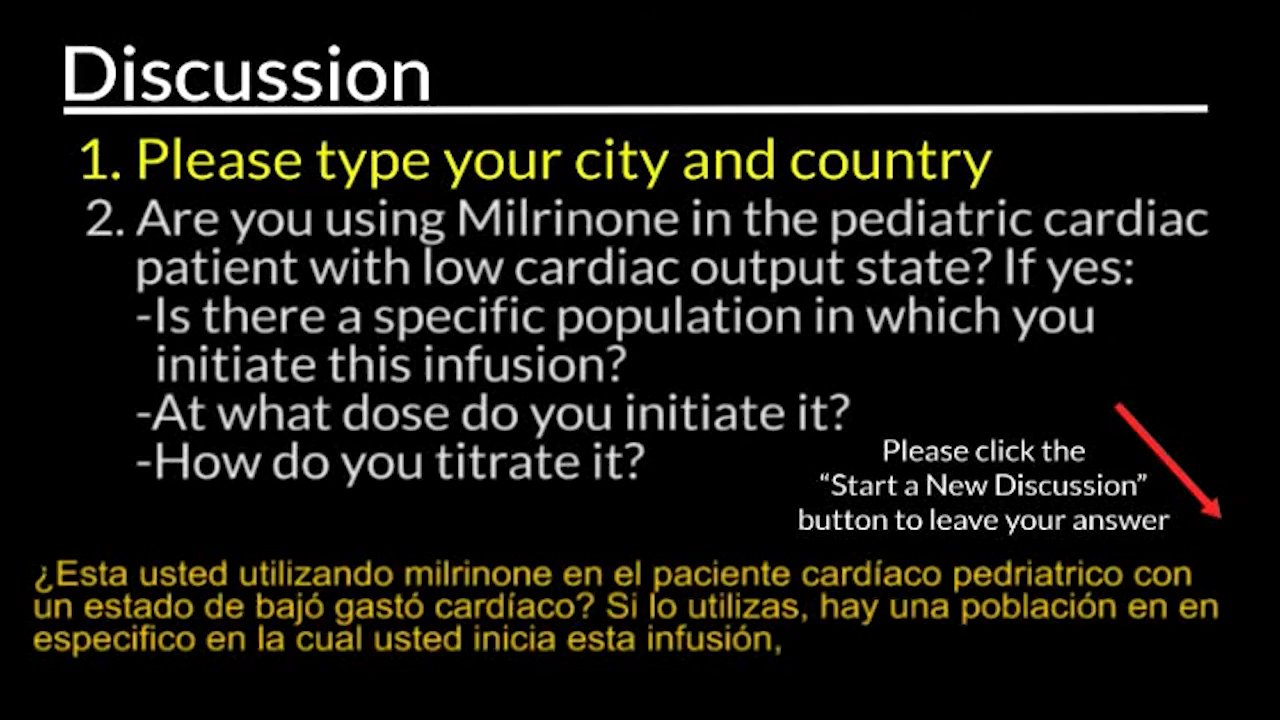 Discussion
1. Please type your city and country
2. Are you using Milrinone in the pediatric cardiac
patient with low cardiac output state? If yes:
-Is there a specific population in which you
initiate this infusion?
-At what dose do you initiate it?
-How do you titrate it?
Please click the
“Start a New Discussion”
button to leave your answer
¿Esta usted utilizando milrinone en el paciente cardíaco pedriatrico con
un estado de bajó gastó cardíaco? Si lo utilizas, hay una población en en
especifico en la cual usted inicia esta infusión,